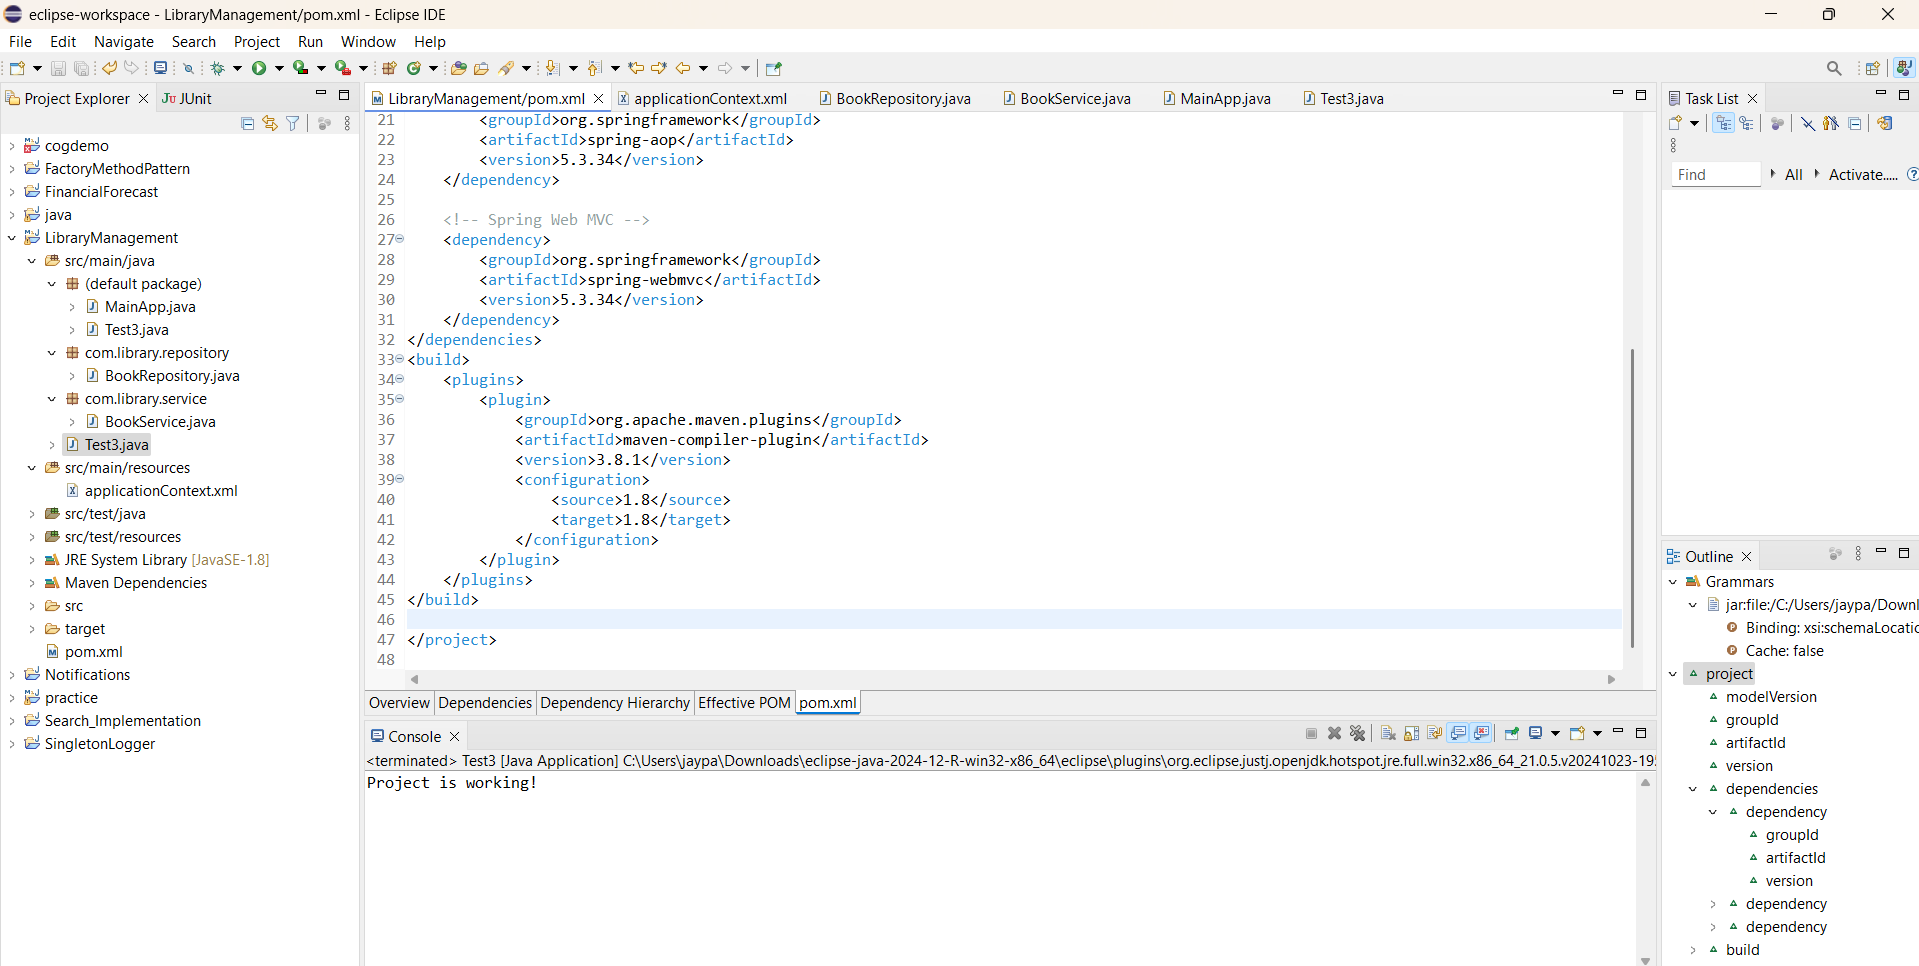 eclipse-workspace - LibraryManagement/pom.xml - Eclipse IDE
File Edit Navigate Search Project Run Window Help
Project Explorer
JUnit
cogdemo
FactoryMethodPattern
FinancialForecast
java
LibraryManagement
src/main/java
(default package)
MainApp.java
Test3.java
com.library.repository
BookRepository.java
com.library.service
BookService.java
Test3.java
src/main/resources
applicationContext.xml
src/test/java
src/test/resources
JRE System Library [JavaSE-1.8]
Maven Dependencies
src
target
pom.xml
Notifications
practice
Search_Implementation
SingletonLogger
LibraryManagement/pom.xml applicationContext.xml BookRepository.java BookService.java MainApp.java Test3.java
21 <groupId>org.springframework</groupId>
22 <artifactId>spring-aop</artifactId>
23 <version>5.3.34</version>
24 </dependency>
25
26 <!-- Spring Web MVC -->
27 <dependency>
28 <groupId>org.springframework</groupId>
29 <artifactId>spring-webmvc</artifactId>
30 <version>5.3.34</version>
31 </dependency>
32 </dependencies>
33 <build>
34 <plugins>
35 <plugin>
36 <groupId>org.apache.maven.plugins</groupId>
37 <artifactId>maven-compiler-plugin</artifactId>
38 <version>3.8.1</version>
39 <configuration>
40 <source>1.8</source>
41 <target>1.8</target>
42 </configuration>
43 </plugin>
44 </plugins>
45 </build>
46
47 </project>
48
Overview Dependencies Dependency Hierarchy Effective POM pom.xml
Console
<terminated> Test3 [Java Application] C:\Users\jaypa\Downloads\eclipse-java-2024-12-R-win32-x86_64\eclipse\plugins\org.eclipse.justj.openjdk.hotspot.jre.full.win32.x86_64_21.0.5.v20241023-19
Project is working!
Task List
Find All Activate.... ?
Outline
Grammars
jar:file:/C:/Users/jaypa/Downl
Binding: xsi:schemaLocatic
Cache: false
project
modelVersion
groupId
artifactId
version
dependencies
dependency
groupId
artifactId
version
dependency
dependency
build